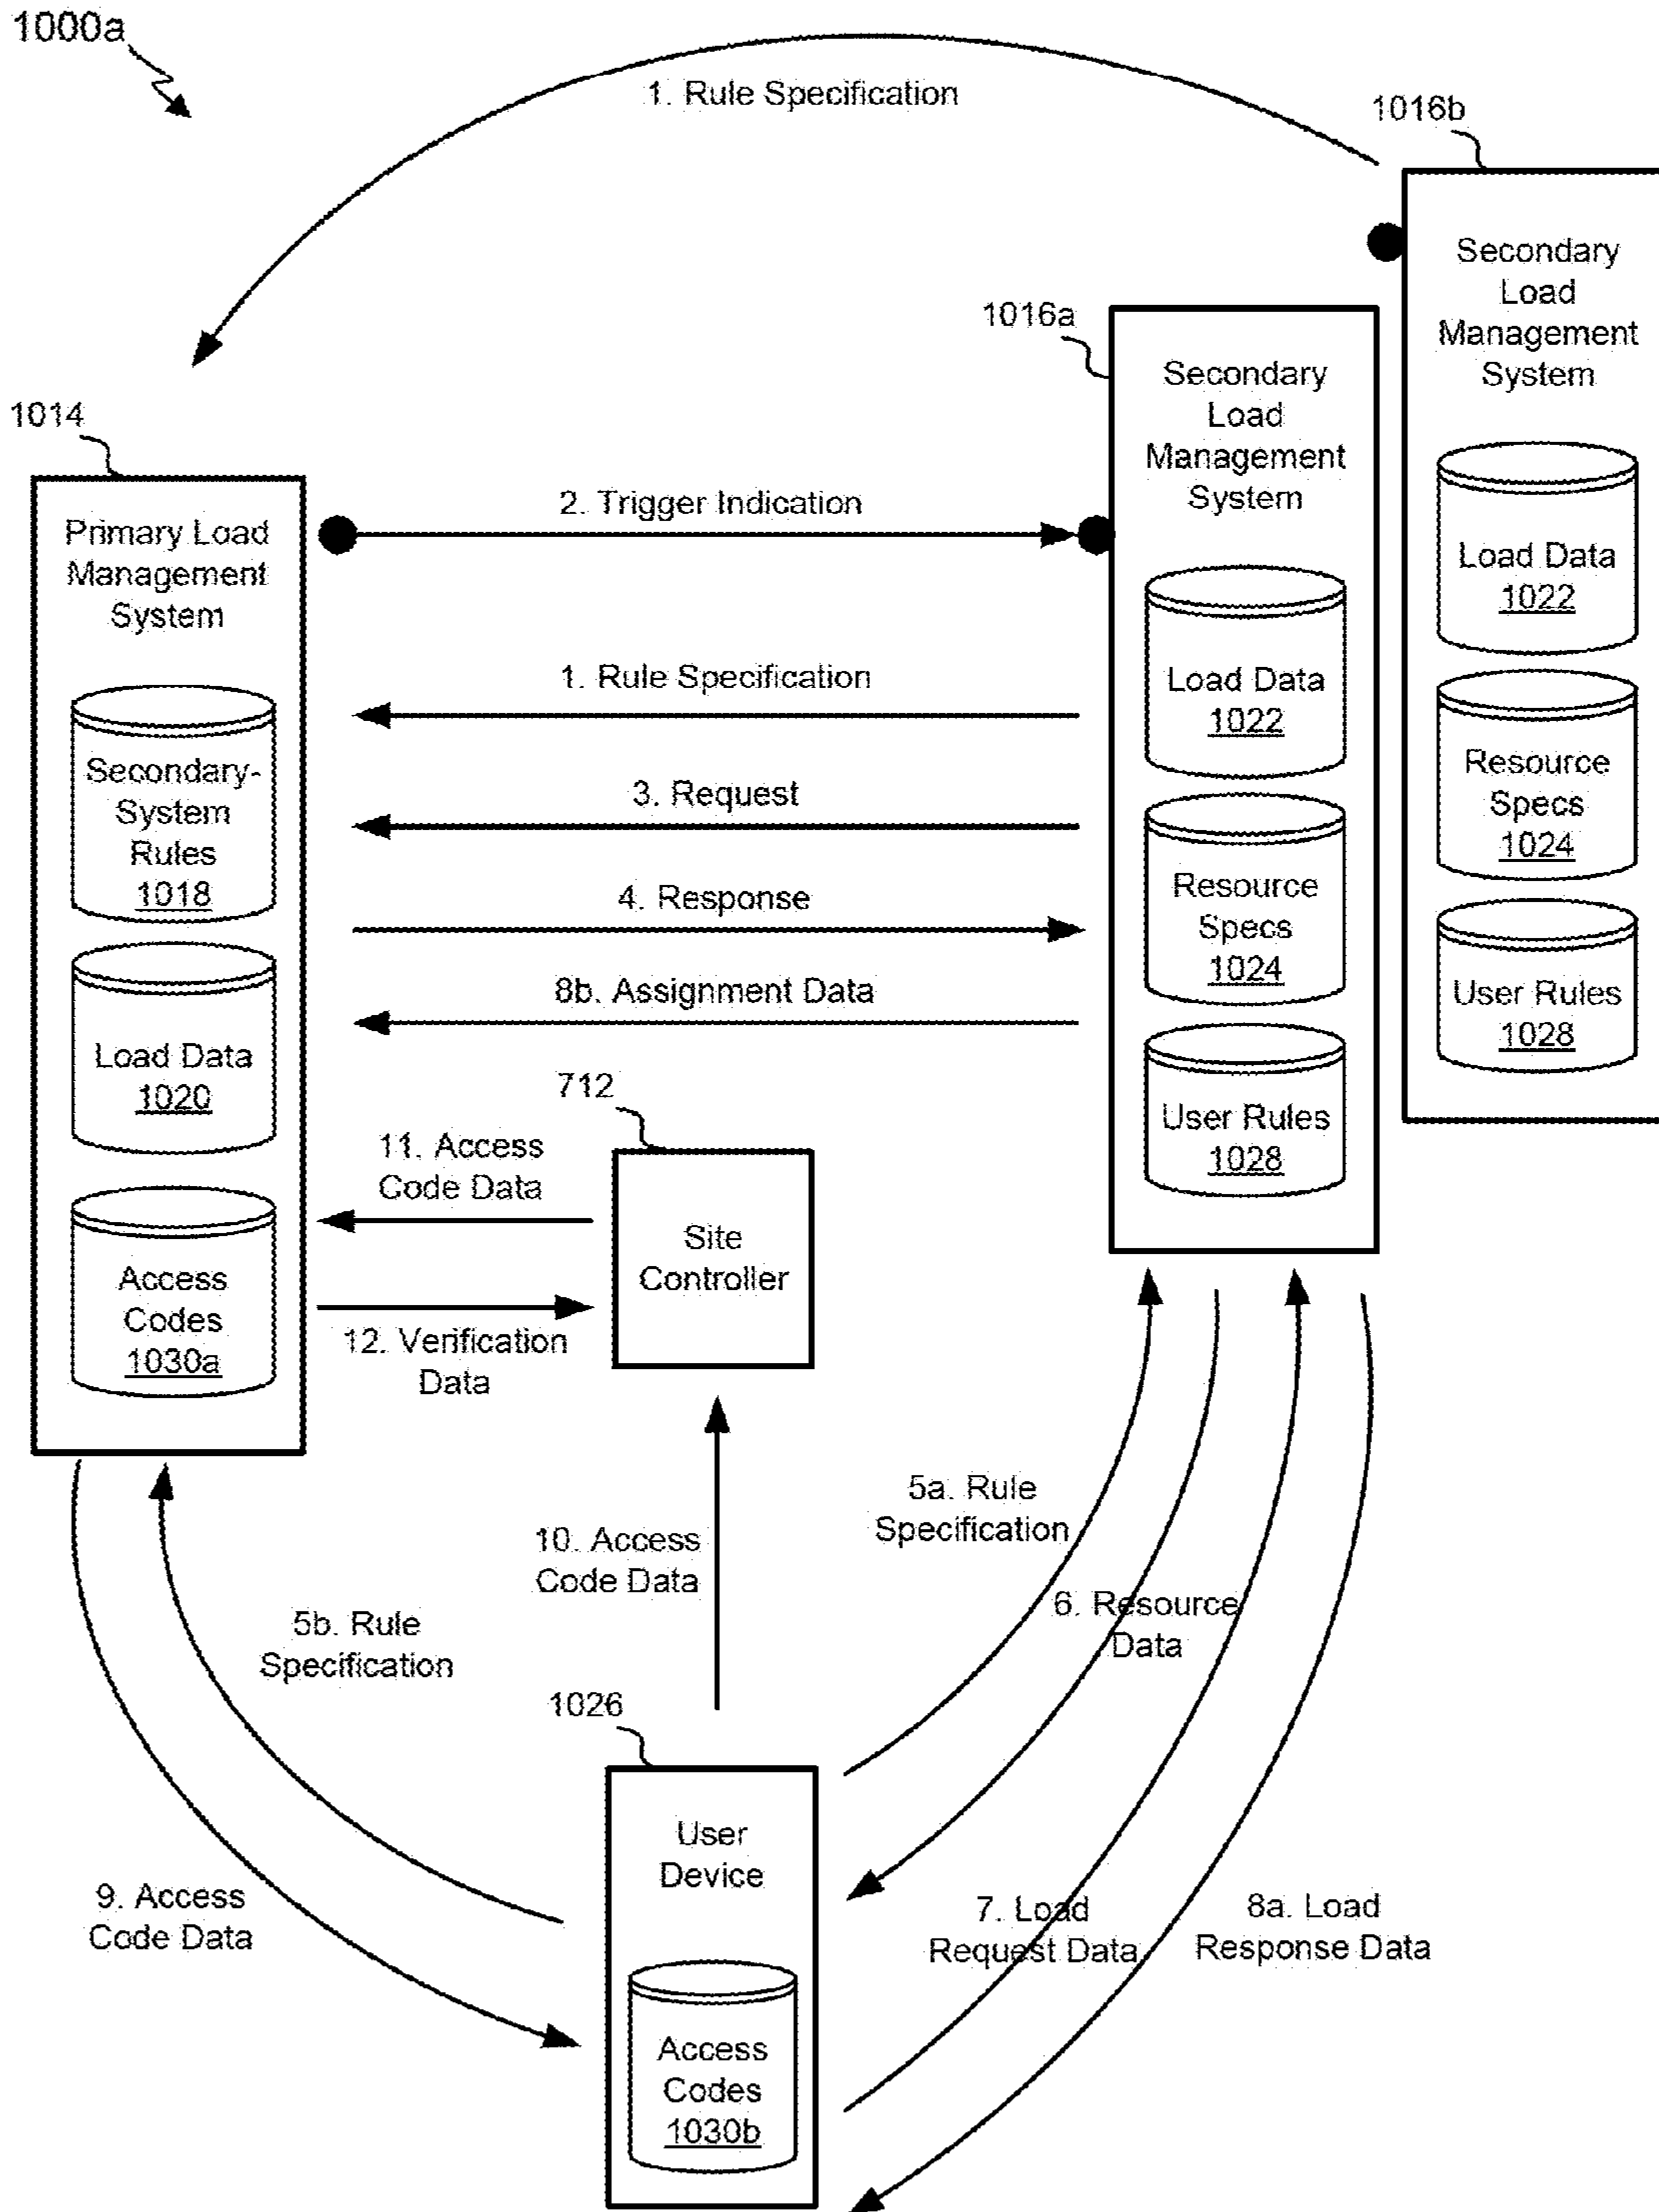 1000a
1. Rule Specification
1016b
Secondary
Load
Management
System
Load Data
1022
Resource
Specs
1024
User Rules
1028
1016a
Secondary
Load
Management
System
Load Data
1022
Resource
Specs
1024
User Rules
1028
1014
Primary Load
Management
System
Secondary-
System
Rules
1018
Load Data
1020
Access
Codes
1030a
2. Trigger Indication
1. Rule Specification
3. Request
4. Response
8b. Assignment Data
712
11. Access
Code Data
Site
Controller
12. Verification
Data
10. Access
Code Data
5a. Rule
Specification
6. Resource
Data
5b. Rule
Specification
1026
User
Device
Access
Codes
1030b
9. Access
Code Data
7. Load
Request Data
8a. Load
Response Data